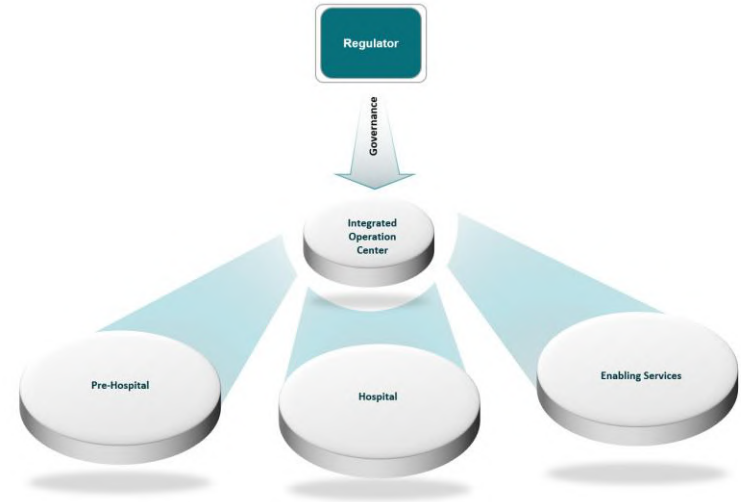 Regulator
Governance
Integrated
Operation
Center
Pre-Hospital
Hospital
Enabling Services